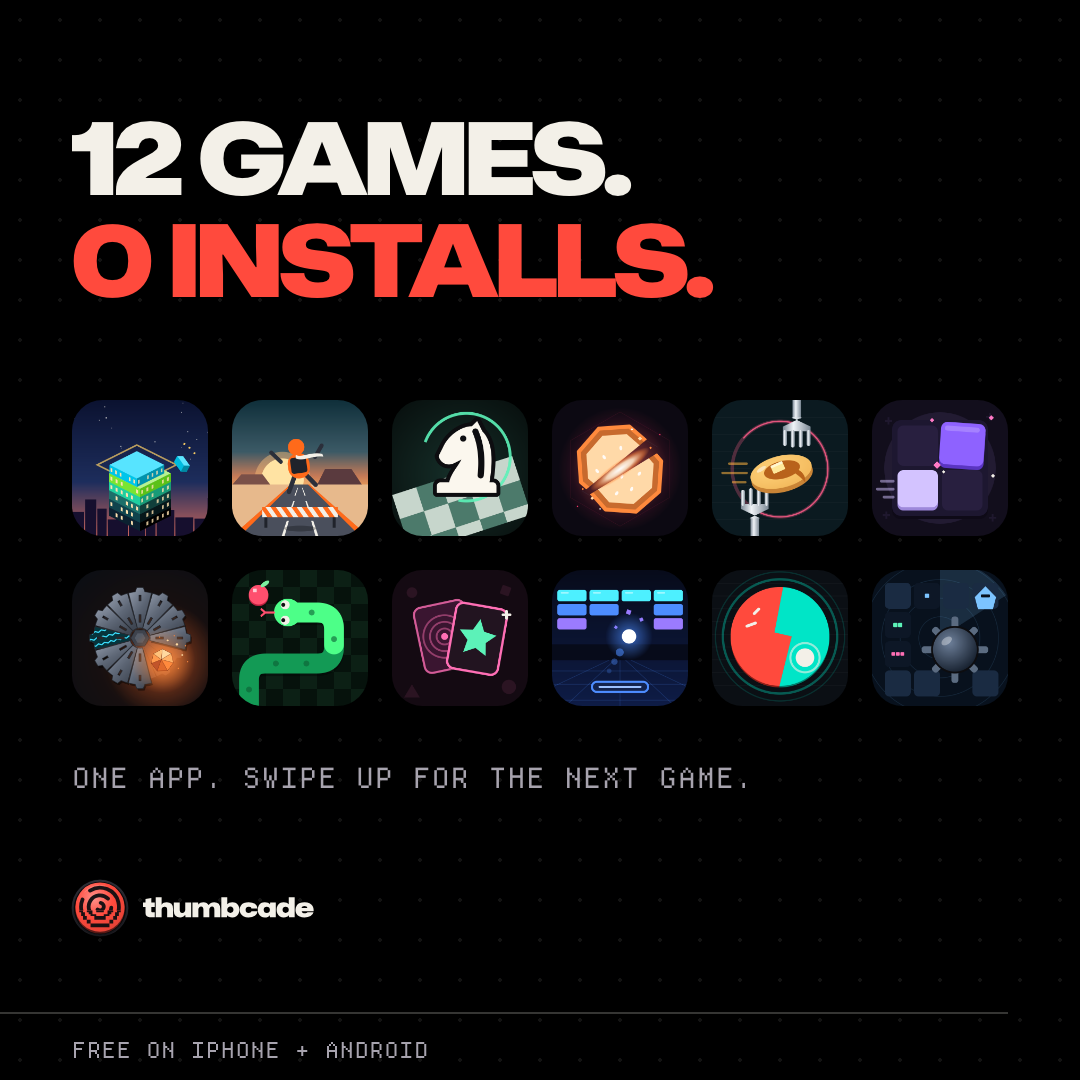 12 GAMES.
0 INSTALLS.
ONE APP. SWIPE UP FOR THE NEXT GAME.
thumbcade
FREE ON IPHONE + ANDROID